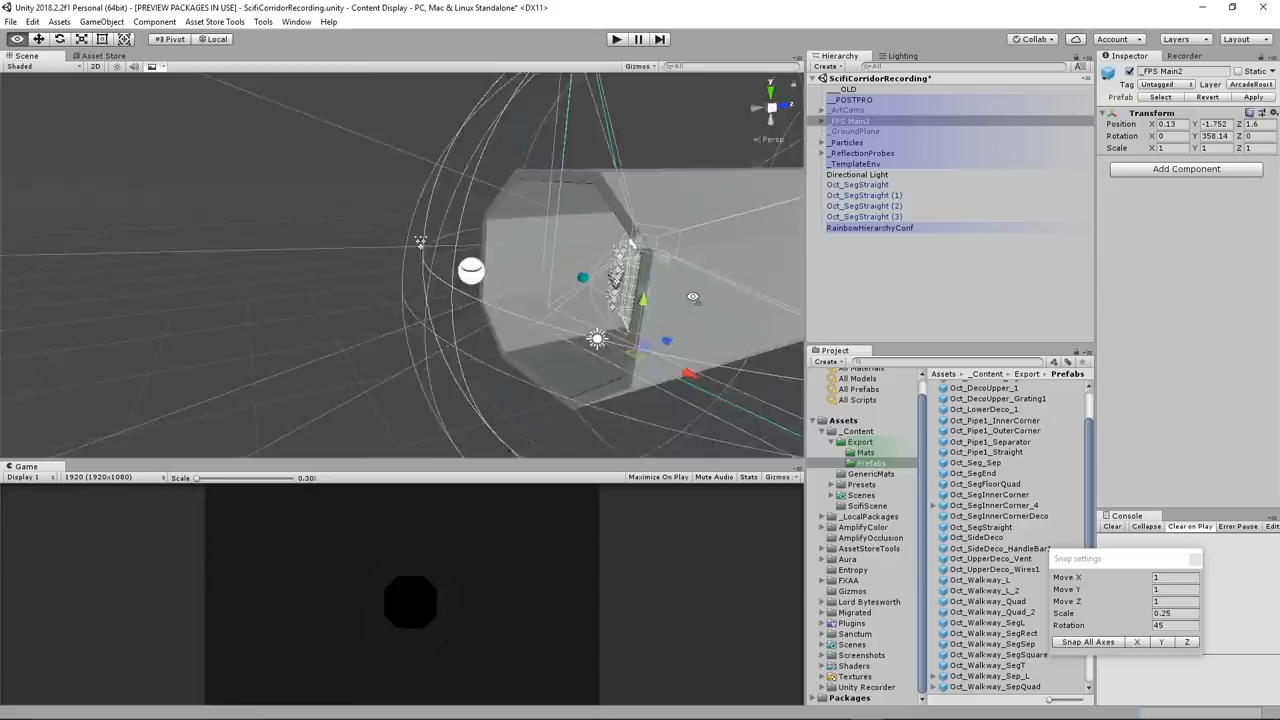 Unity 2018.2.2f1 Personal (64bit) - [PREVIEW PACKAGES IN USE] - ScifiCorridorRecording.unity - Content Display - PC, Mac & Linux Standalone* <DX11>
File Edit Assets GameObject Component Asset Store Tools Tools Window Help
Pivot Local Collab Account Layers Layout
Scene Asset Store
Shaded 2D Gizmos All
y z
Persp
Game
Display 1 1920 (1920x1080) Scale 0.30: Maximize On Play Mute Audio Stats Gizmos
Hierarchy Lighting
Create All
ScifiCorridorRecording*
___OLD
__POSTPRO
_ArtCams
_FPS Main2
_GroundPlane
_Particles
_ReflectionProbes
_TemplateEnv
Directional Light
Oct_SegStraight
Oct_SegStraight (1)
Oct_SegStraight (2)
Oct_SegStraight (3)
RainbowHierarchyConf
Project
Create
All Materials
All Models
All Prefabs
All Scripts
Assets
_Content
Export
Mats
Prefabs
GenericMats
Presets
Scenes
ScifiScene
_LocalPackages
AmplifyColor
AmplifyOcclusion
AssetStoreTools
Aura
Entropy
FXAA
Gizmos
Lord Bytesworth
Migrated
Plugins
Sanctum
Scenes
Screenshots
Shaders
Textures
Unity Recorder
Packages
Assets Content Export Prefabs
Oct_DecoUpper_1
Oct_DecoUpper_Grating1
Oct_LowerDeco_1
Oct_Pipe1_InnerCorner
Oct_Pipe1_OuterCorner
Oct_Pipe1_Separator
Oct_Pipe1_Straight
Oct_Seg_Sep
Oct_SegEnd
Oct_SegFloorQuad
Oct_SegInnerCorner
Oct_SegInnerCorner_4
Oct_SegInnerCornerDeco
Oct_SegStraight
Oct_SideDeco
Oct_SideDeco_HandleBar
Oct_UpperDeco_Vent
Oct_UpperDeco_Wires1
Oct_Walkway_L
Oct_Walkway_L_2
Oct_Walkway_Quad
Oct_Walkway_Quad_2
Oct_Walkway_SegL
Oct_Walkway_SegRect
Oct_Walkway_SegSep
Oct_Walkway_SegSquare
Oct_Walkway_SegT
Oct_Walkway_Sep_L
Oct_Walkway_SepQuad
Inspector Recorder
_FPS Main2 Static
Tag Untagged Layer ArcadeRoo
Prefab Select Revert Apply
Transform
Position X 0.13 Y -1.752 Z 1.6
Rotation X 0 Y 358.14 Z 0
Scale X 1 Y 1 Z 1
Add Component
Console
Clear Collapse Clear on Play Error Pause Edit
Snap settings
Move X 1
Move Y 1
Move Z 1
Scale 0.25
Rotation 45
Snap All Axes X Y Z